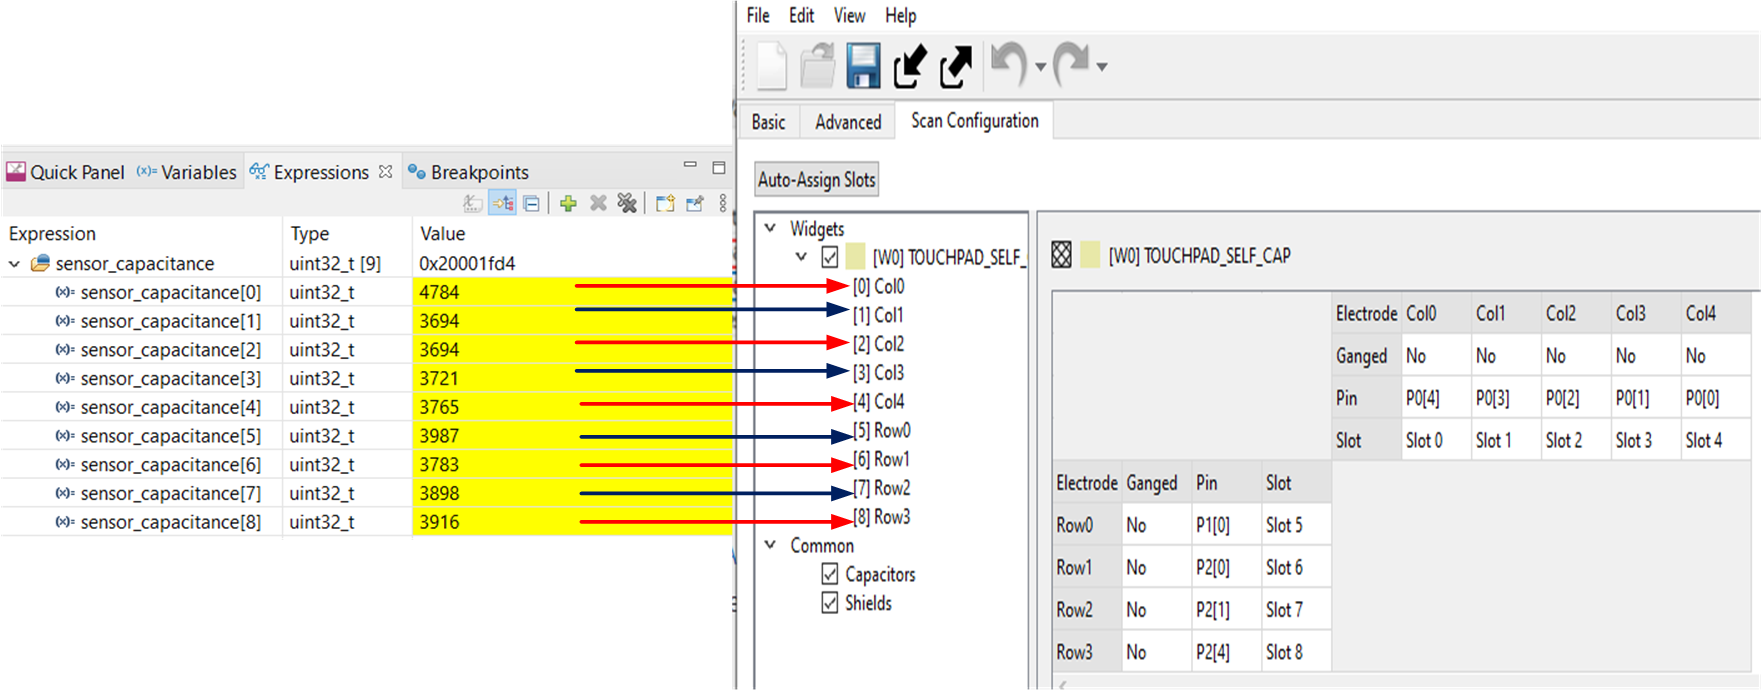 File Edit View Help
Basic Advanced Scan Configuration
Quick Panel (x)= Variables Expressions Breakpoints
Expression Type Value
sensor_capacitance uint32_t [9] 0x20001fd4
(x)= sensor_capacitance[0] uint32_t 4784
(x)= sensor_capacitance[1] uint32_t 3694
(x)= sensor_capacitance[2] uint32_t 3694
(x)= sensor_capacitance[3] uint32_t 3721
(x)= sensor_capacitance[4] uint32_t 3765
(x)= sensor_capacitance[5] uint32_t 3987
(x)= sensor_capacitance[6] uint32_t 3783
(x)= sensor_capacitance[7] uint32_t 3898
(x)= sensor_capacitance[8] uint32_t 3916
Auto-Assign Slots
Widgets
[W0] TOUCHPAD_SELF_
[0] Col0
[1] Col1
[2] Col2
[3] Col3
[4] Col4
[5] Row0
[6] Row1
[7] Row2
[8] Row3
Common
Capacitors
Shields
[W0] TOUCHPAD_SELF_CAP
Electrode Col0 Col1 Col2 Col3 Col4
Ganged No No No No No
Pin P0[4] P0[3] P0[2] P0[1] P0[0]
Slot Slot 0 Slot 1 Slot 2 Slot 3 Slot 4
Electrode Ganged Pin Slot
Row0 No P1[0] Slot 5
Row1 No P2[0] Slot 6
Row2 No P2[1] Slot 7
Row3 No P2[4] Slot 8